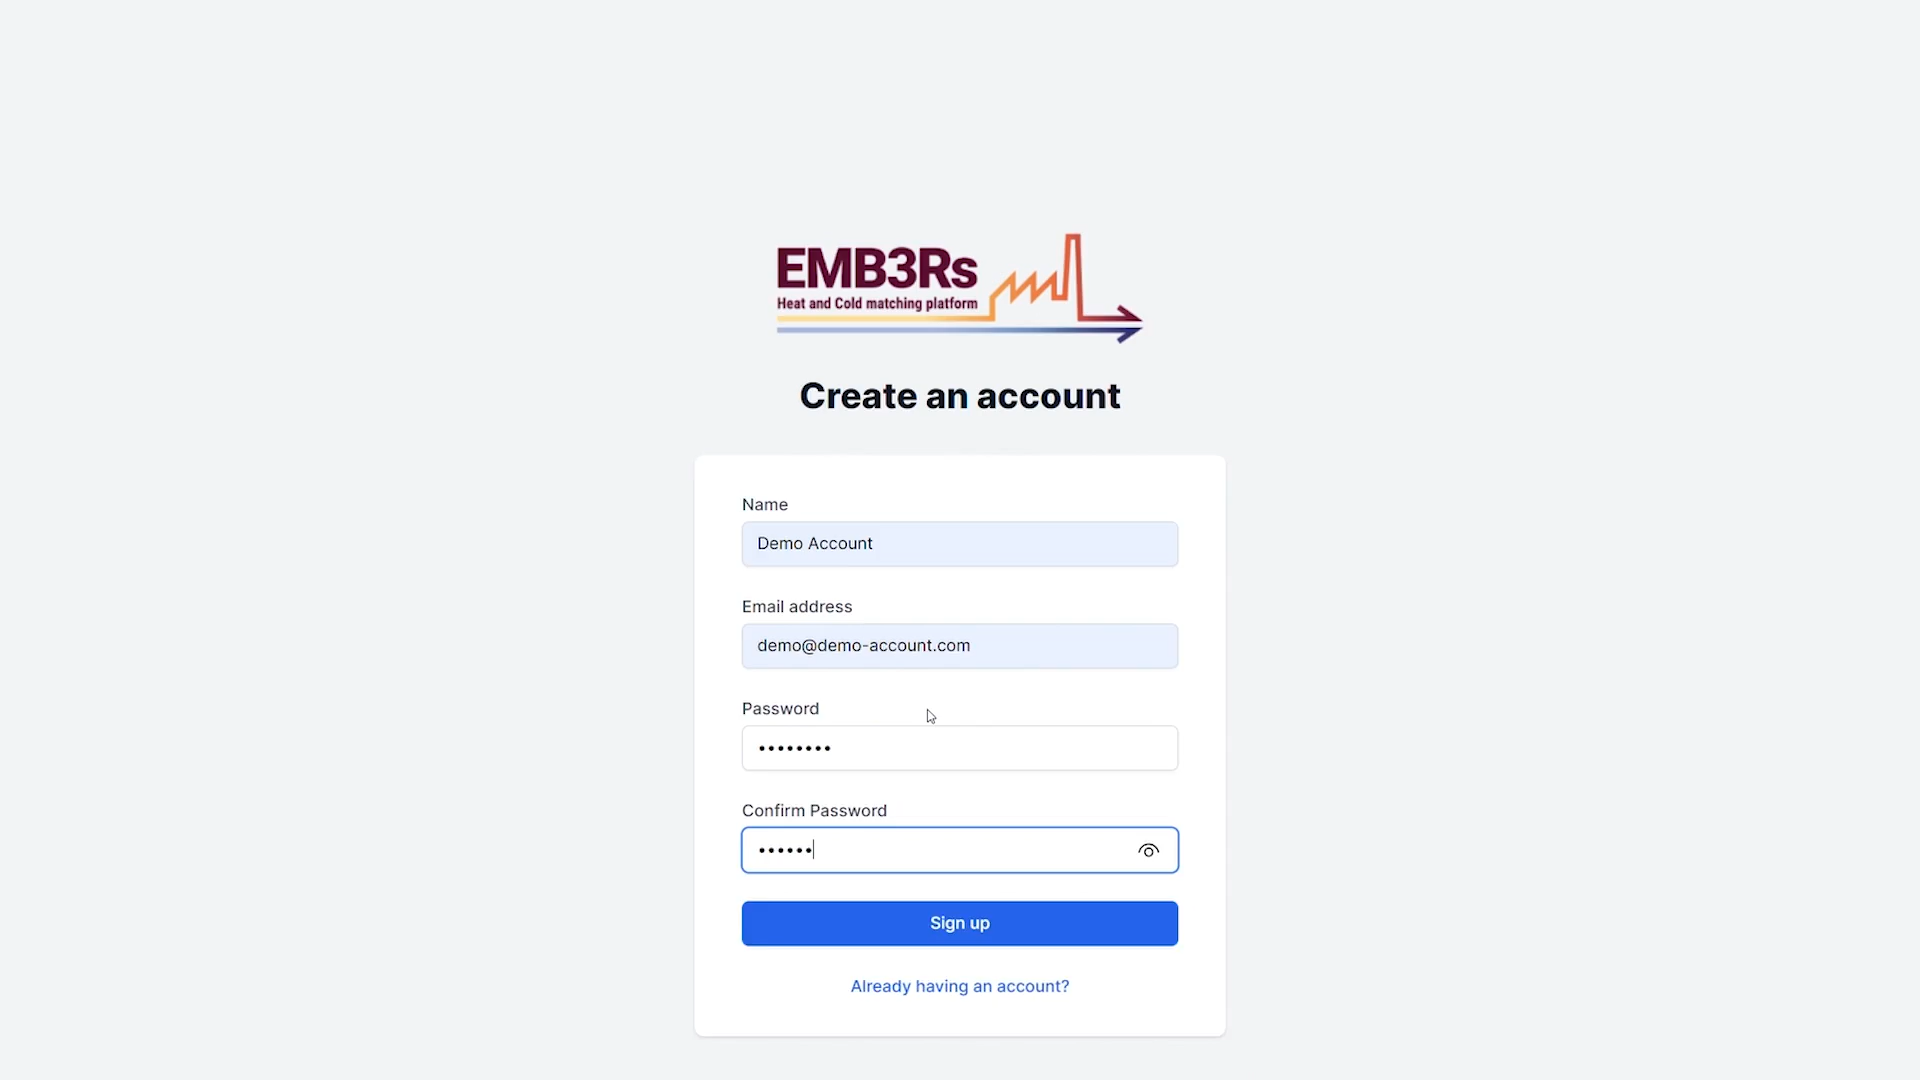 EMB3Rs
Heat and Cold matching platform
Create an account
Name
Demo Account
Email address
demo@demo-account.com
Password
••••••••
Confirm Password
••••••
Sign up
Already having an account?